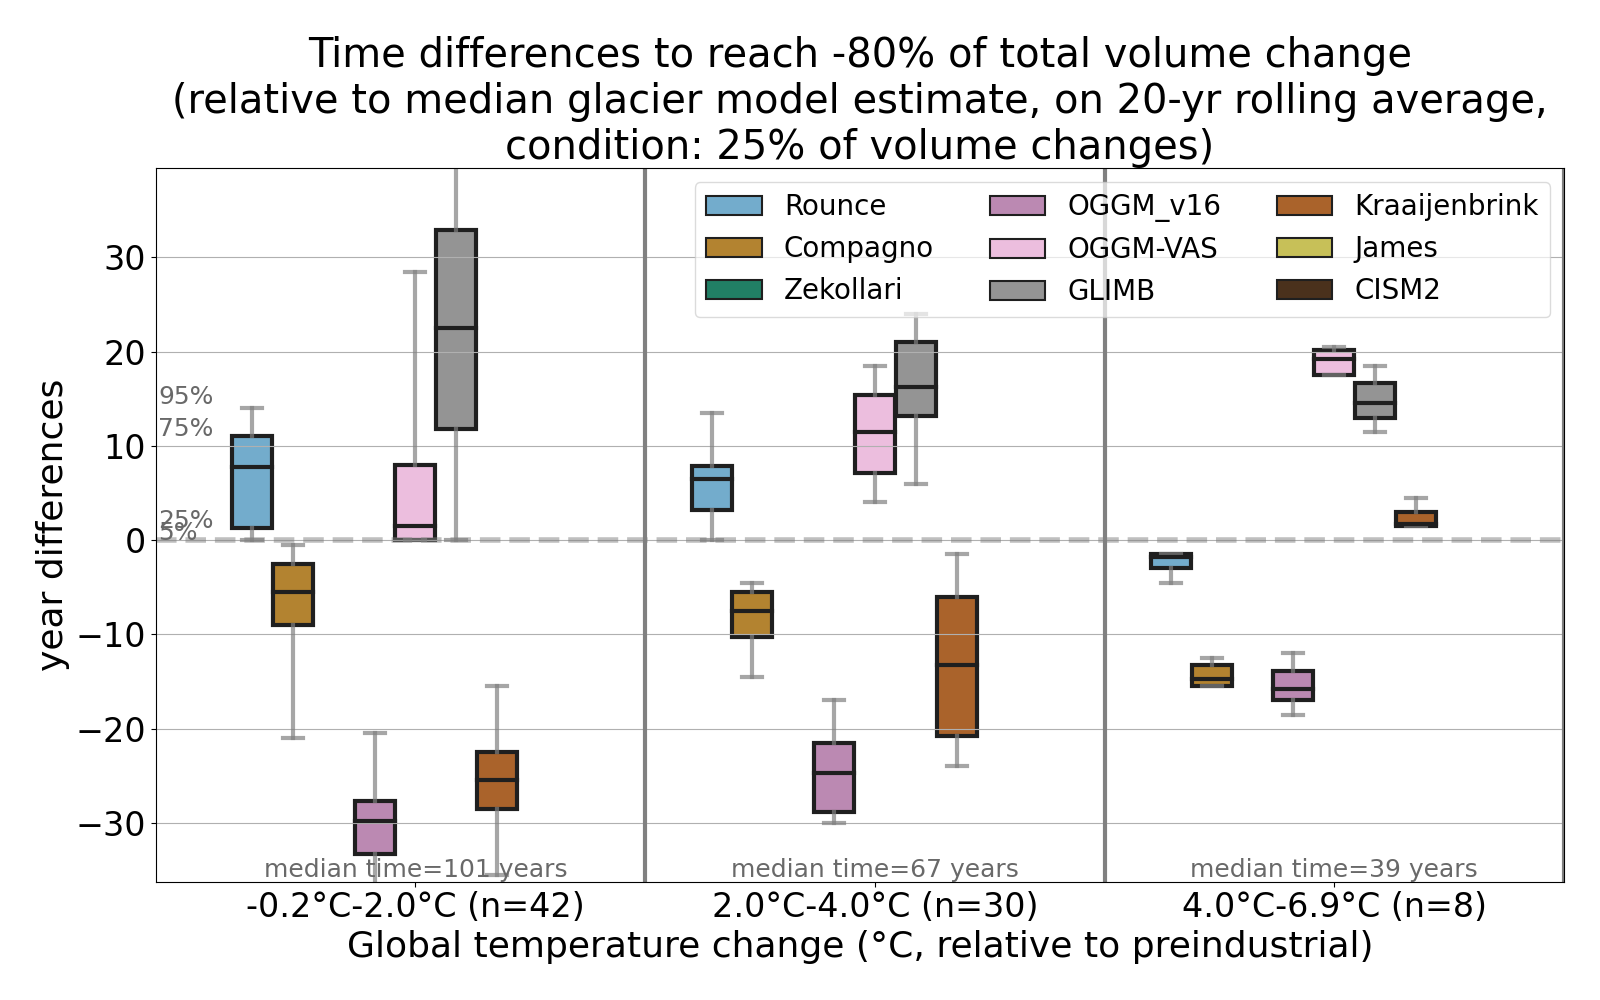 Time differences to reach -80% of total volume change
(relative to median glacier model estimate, on 20-yr rolling average,
condition: 25% of volume changes)
Rounce
Compagno
Zekollari
OGGM_v16
OGGM-VAS
GLIMB
Kraaijenbrink
James
CISM2
year differences
30
20
10
0
−10
−20
−30
95%
75%
25%
5%
median time=101 years
median time=67 years
median time=39 years
-0.2°C-2.0°C (n=42)
2.0°C-4.0°C (n=30)
4.0°C-6.9°C (n=8)
Global temperature change (°C, relative to preindustrial)